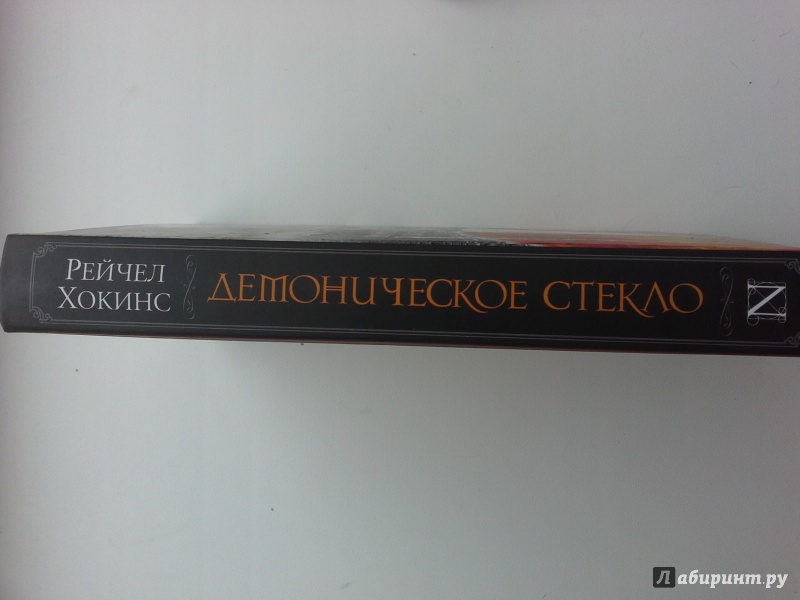 РЕЙЧЕЛ
ХОКИНС
ДЕМОНИЧЕСКОЕ СТЕКЛО
N
Лабиринт.ру